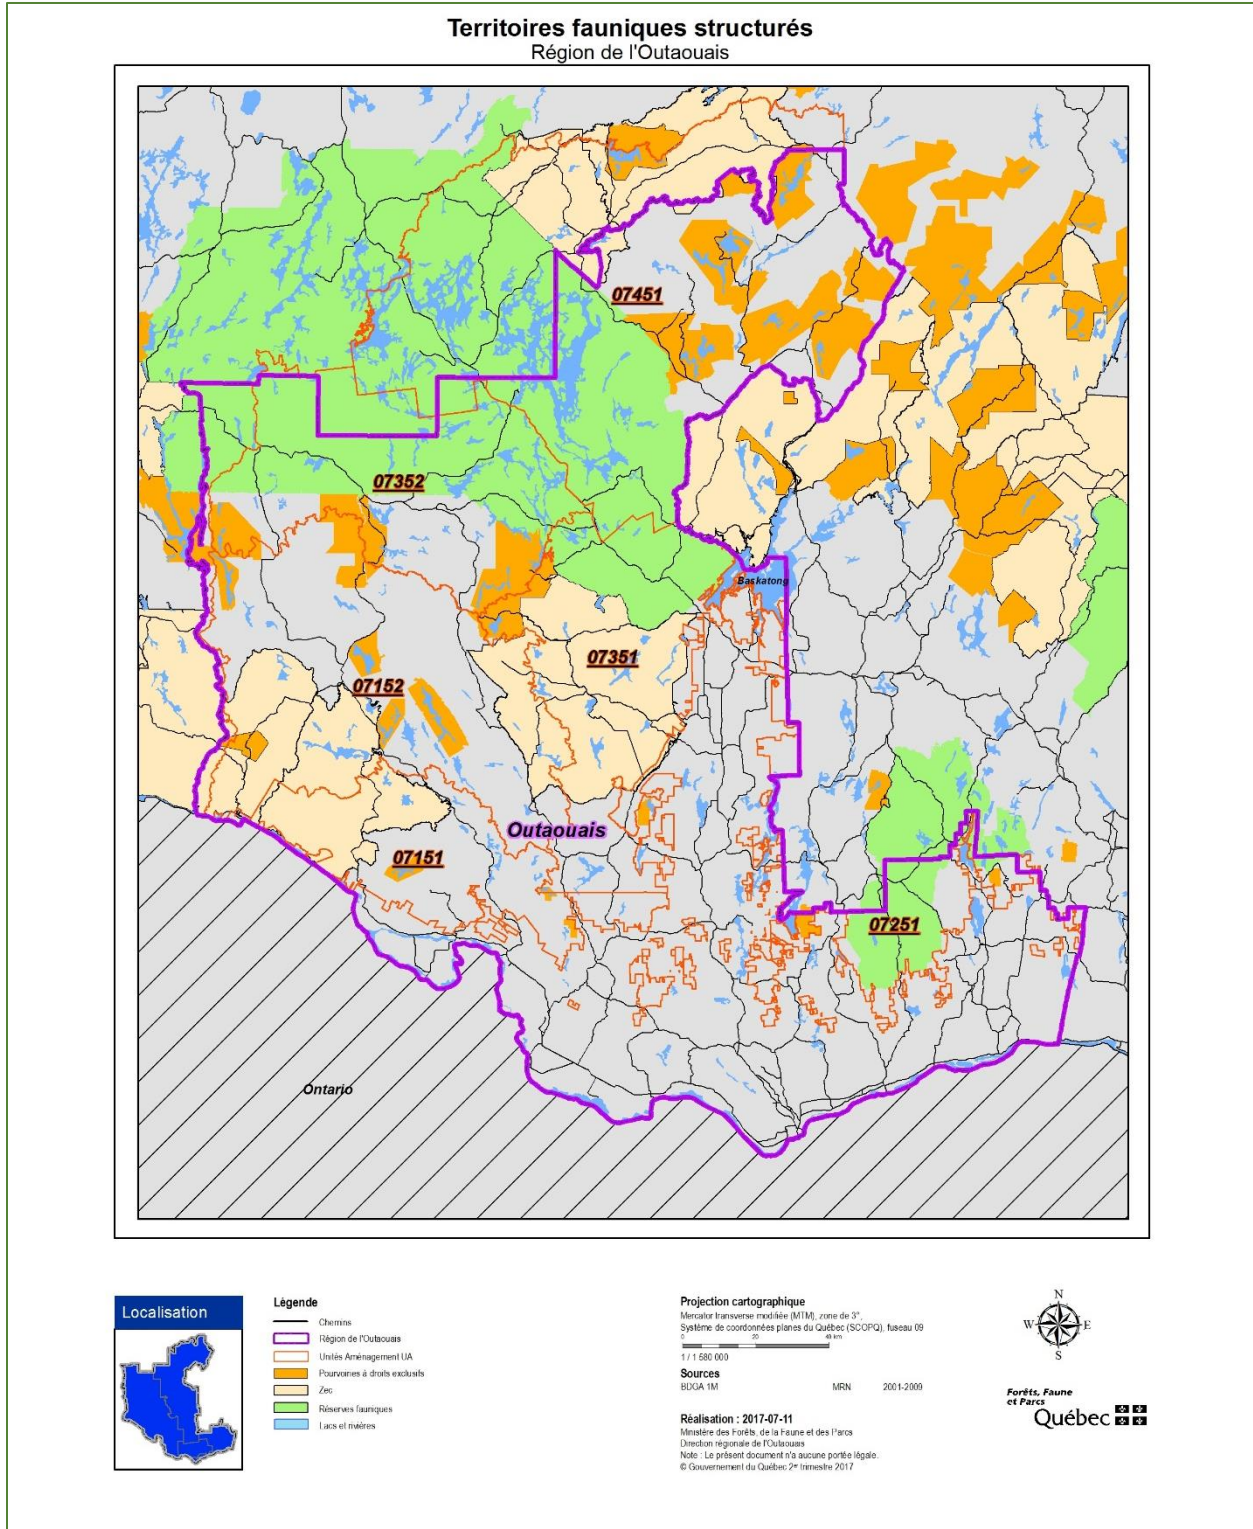 Territoires fauniques structurés
Région de l'Outaouais
07451
07352
Baskatong
07351
07152
Outaouais
07151
07251
Ontario
Localisation
Légende
Chemins
Région de l'Outaouais
Unités Aménagement UA
Pourvoiries à droits exclusifs
Zec
Réserves fauniques
Lacs et rivières
Projection cartographique
Mercator transverse modifiée (MTM), zone de 3°,
Système de coordonnées planes du Québec (SCOPQ), fuseau 09
0 20 40 km
1 / 1 580 000
Sources
BDGA 1M MRN 2001-2009
Réalisation : 2017-07-11
Ministère des Forêts, de la Faune et des Parcs
Direction régionale de l'Outaouais
Note : Le présent document n'a aucune portée légale.
© Gouvernement du Québec 2e trimestre 2017
N
W E
S
Forêts, Faune
et Parcs
Québec